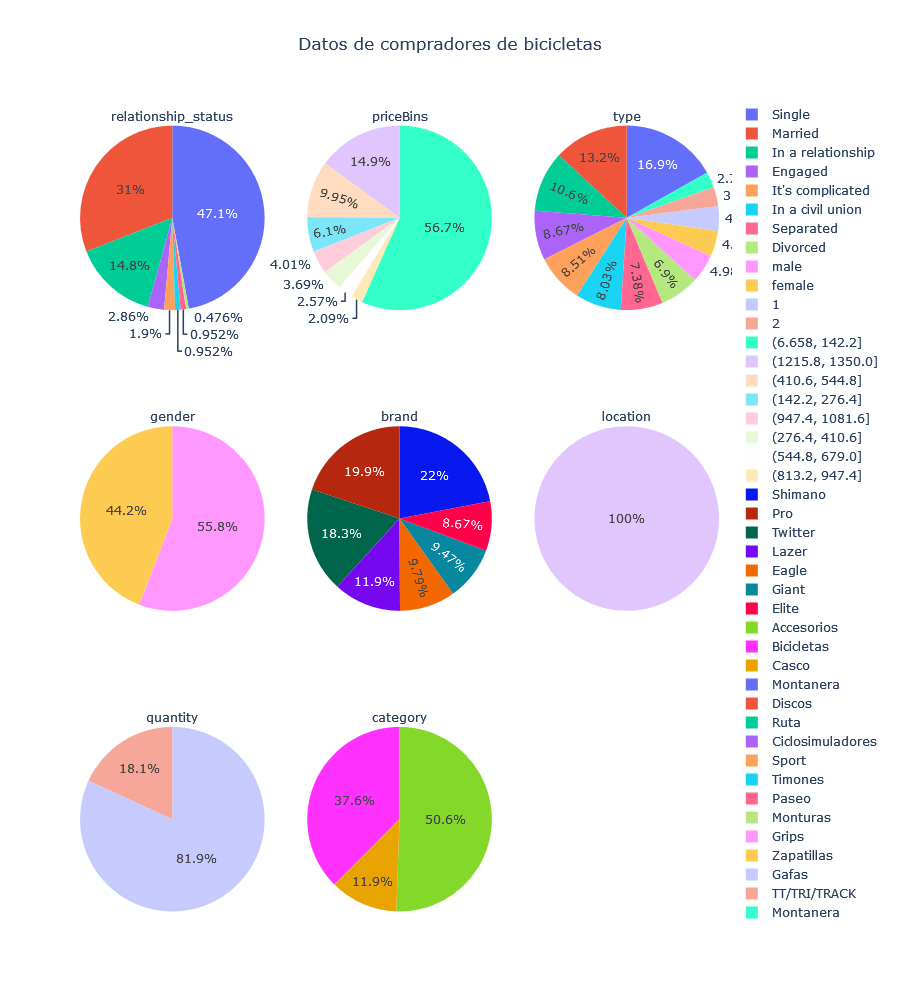 Datos de compradores de bicicletas
relationship_status
47.1%
31%
14.8%
2.86%
1.9%
0.952%
0.952%
0.476%
priceBins
56.7%
14.9%
9.95%
6.1%
4.01%
3.69%
2.57%
2.09%
type
16.9%
13.2%
10.6%
8.67%
8.51%
8.03%
7.38%
6.9%
gender
55.8%
44.2%
brand
22%
19.9%
18.3%
11.9%
9.79%
9.47%
8.67%
location
100%
quantity
81.9%
18.1%
category
50.6%
37.6%
11.9%
Single
Married
In a relationship
Engaged
It's complicated
In a civil union
Separated
Divorced
male
female
1
2
(6.658, 142.2]
(1215.8, 1350.0]
(410.6, 544.8]
(142.2, 276.4]
(947.4, 1081.6]
(276.4, 410.6]
(544.8, 679.0]
(813.2, 947.4]
Shimano
Pro
Twitter
Lazer
Eagle
Giant
Elite
Accesorios
Bicicletas
Casco
Montanera
Discos
Ruta
Ciclosimuladores
Sport
Timones
Paseo
Monturas
Grips
Zapatillas
Gafas
TT/TRI/TRACK
Montanera